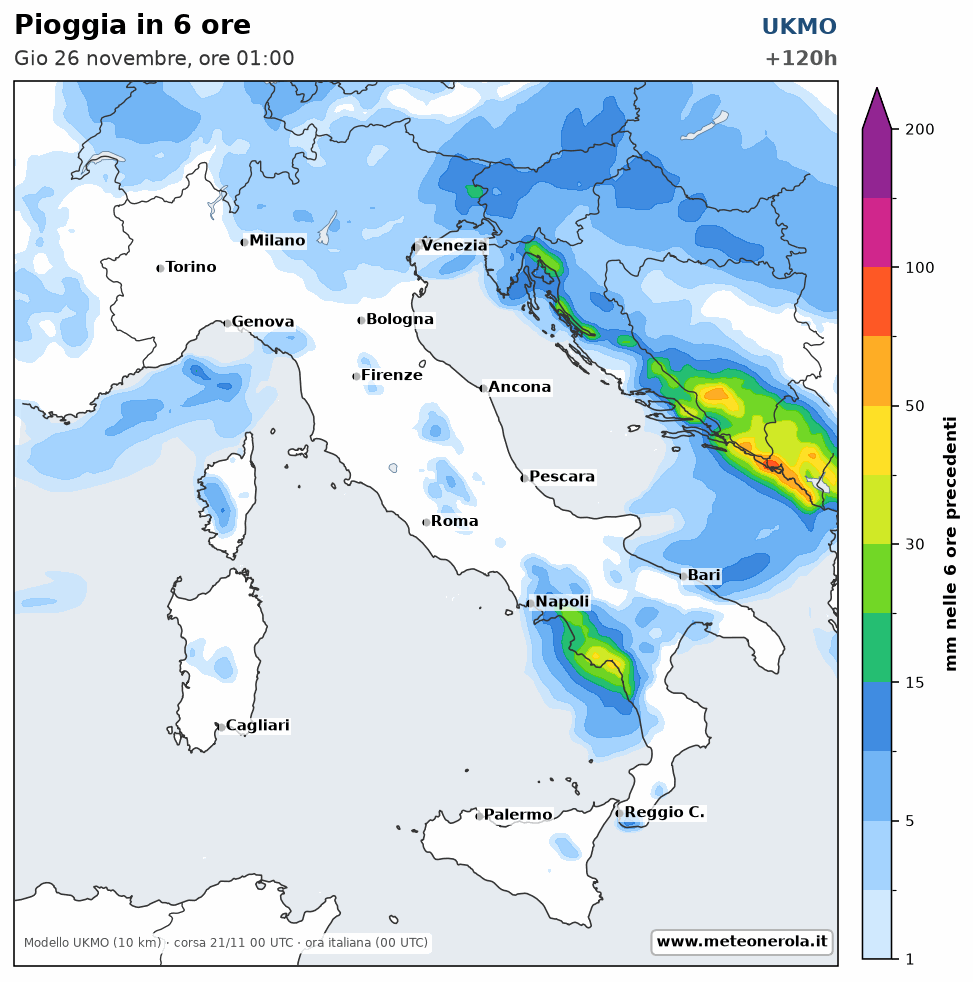 Pioggia in 6 ore
UKMO
Gio 26 novembre, ore 01:00
+120h
200
100
50
30
15
5
1
mm nelle 6 ore precedenti
Milano
Venezia
Torino
Genova
Bologna
Firenze
Ancona
Pescara
Roma
Bari
Napoli
Cagliari
Palermo
Reggio C.
Modello UKMO (10 km) · corsa 21/11 00 UTC · ora italiana (00 UTC)
www.meteonerola.it